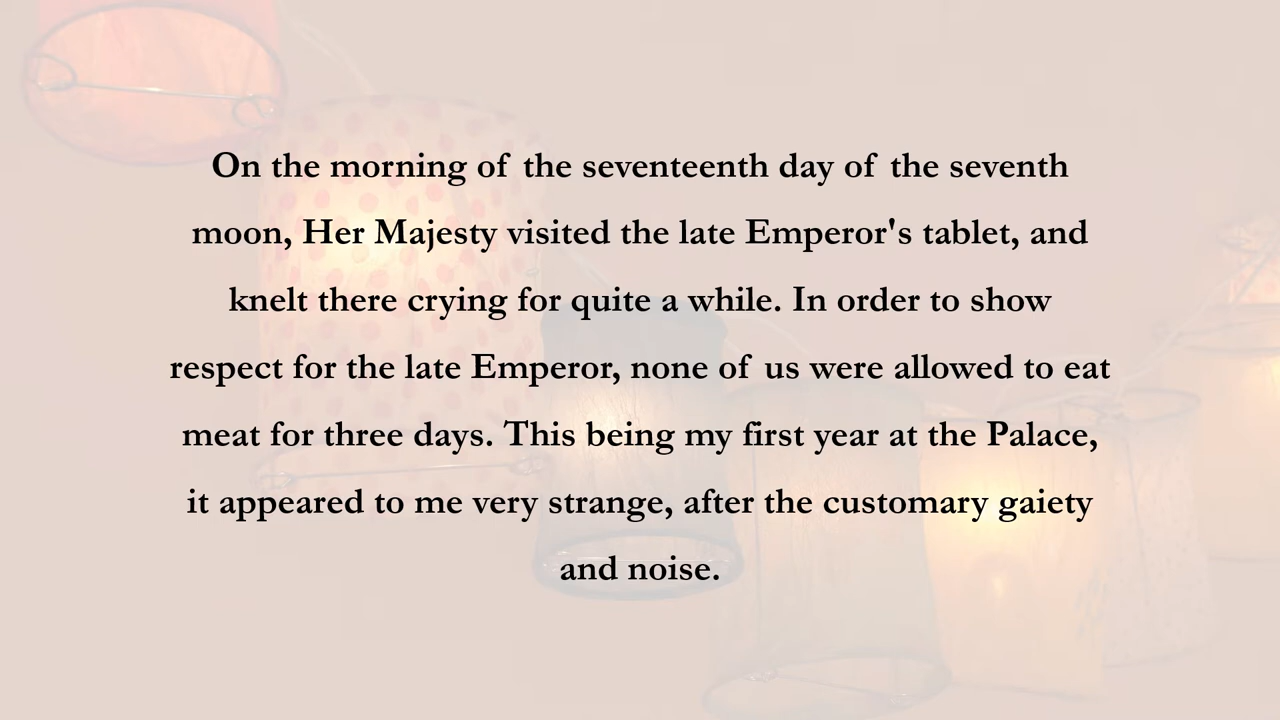 On the morning of the seventeenth day of the seventh
moon, Her Majesty visited the late Emperor's tablet, and
knelt there crying for quite a while. In order to show
respect for the late Emperor, none of us were allowed to eat
meat for three days. This being my first year at the Palace,
it appeared to me very strange, after the customary gaiety
and noise.